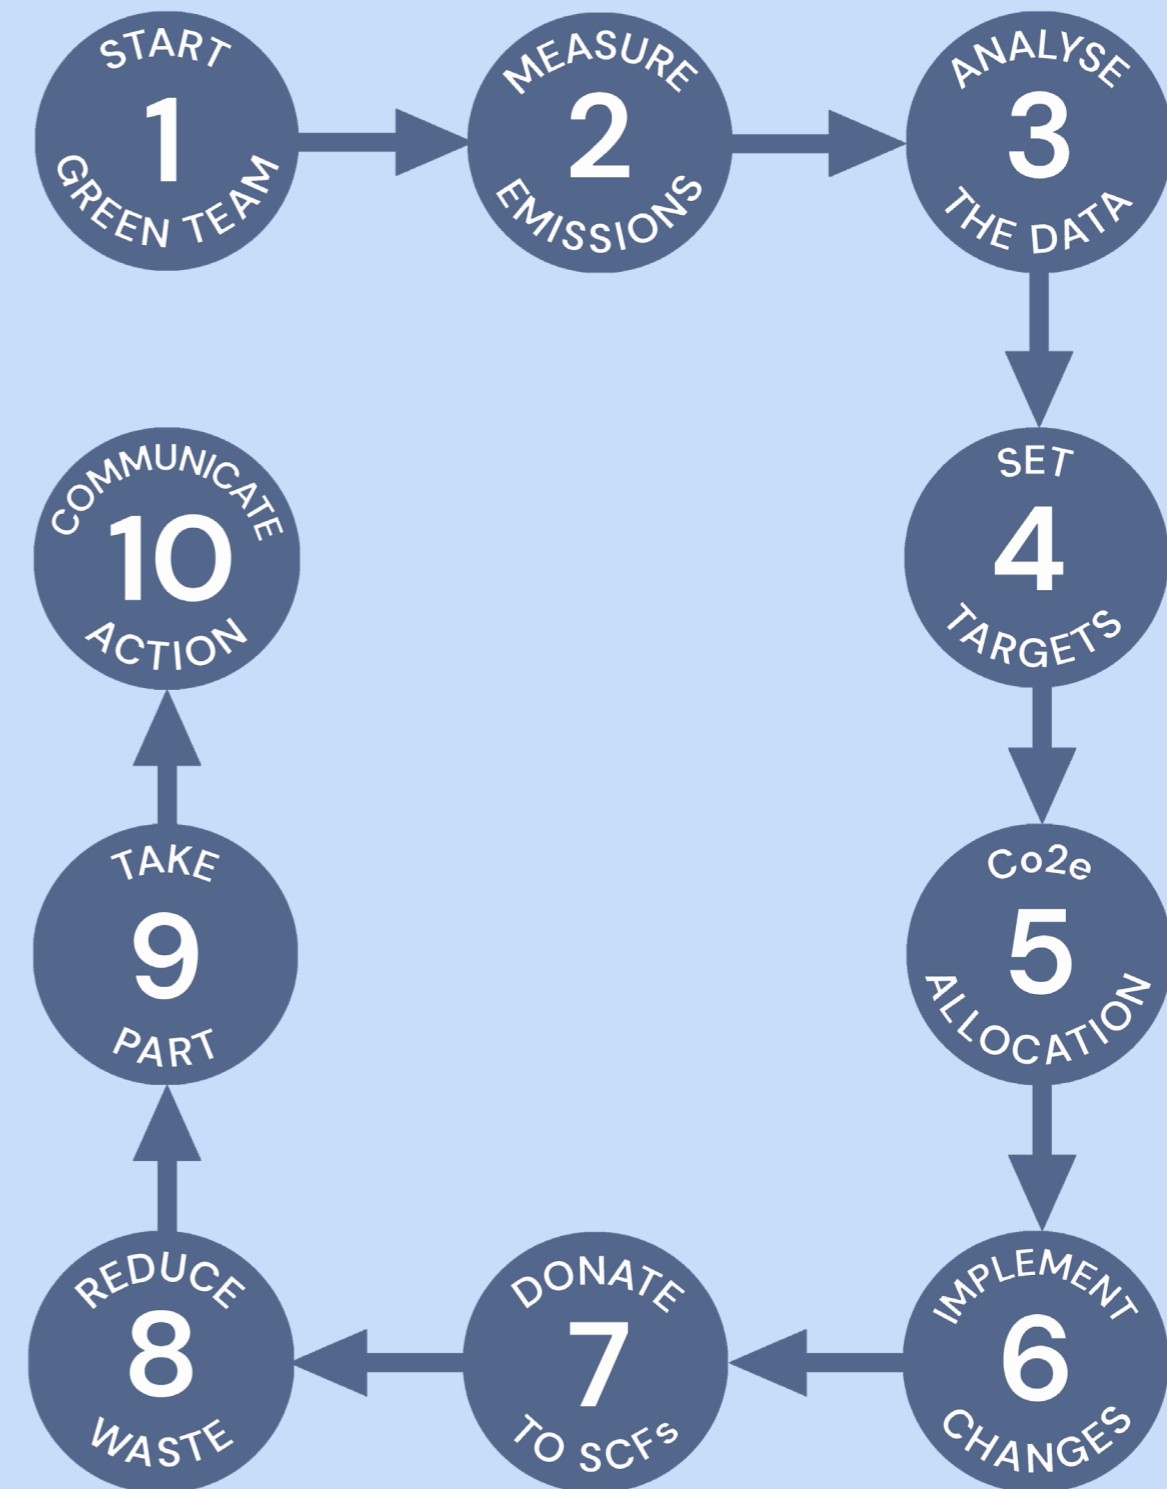 START
1
GREEN TEAM
MEASURE
2
EMISSIONS
ANALYSE
3
THE DATA
SET
4
TARGETS
Co2e
5
ALLOCATION
IMPLEMENT
6
CHANGES
DONATE
7
TO SCFs
REDUCE
8
WASTE
TAKE
9
PART
COMMUNICATE
10
ACTION